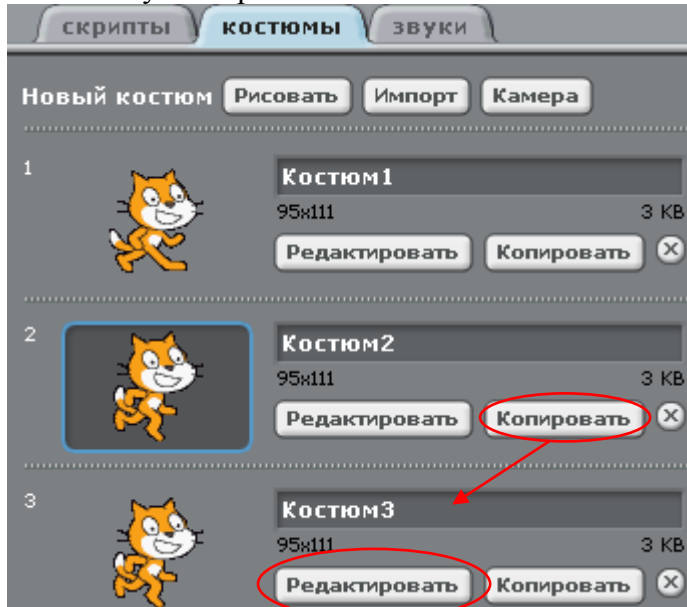 скрипты костюмы звуки
Новый костюм Рисовать Импорт Камера
1
Костюм1
95x111 3 KB
Редактировать Копировать
2
Костюм2
95x111 3 KB
Редактировать Копировать
3
Костюм3
95x111 3 KB
Редактировать Копировать